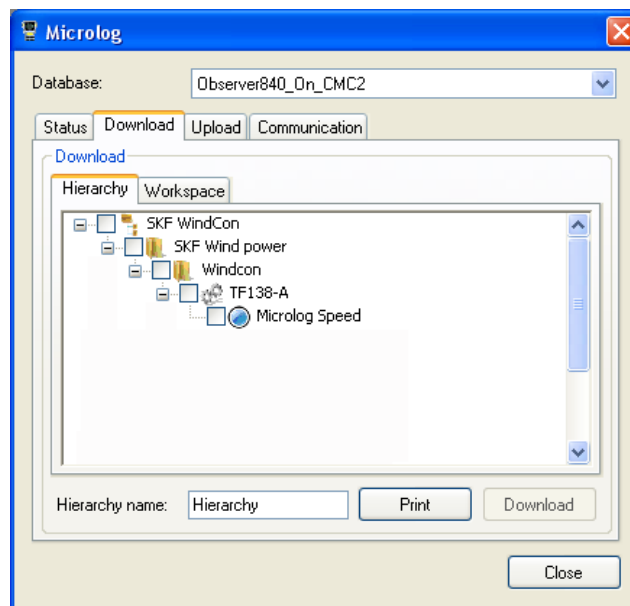 Microlog
Database: Observer840_On_CMC2
Status Download Upload Communication
Download
Hierarchy Workspace
SKF WindCon
SKF Wind power
Windcon
TF138-A
Microlog Speed
Hierarchy name: Hierarchy Print Download
Close